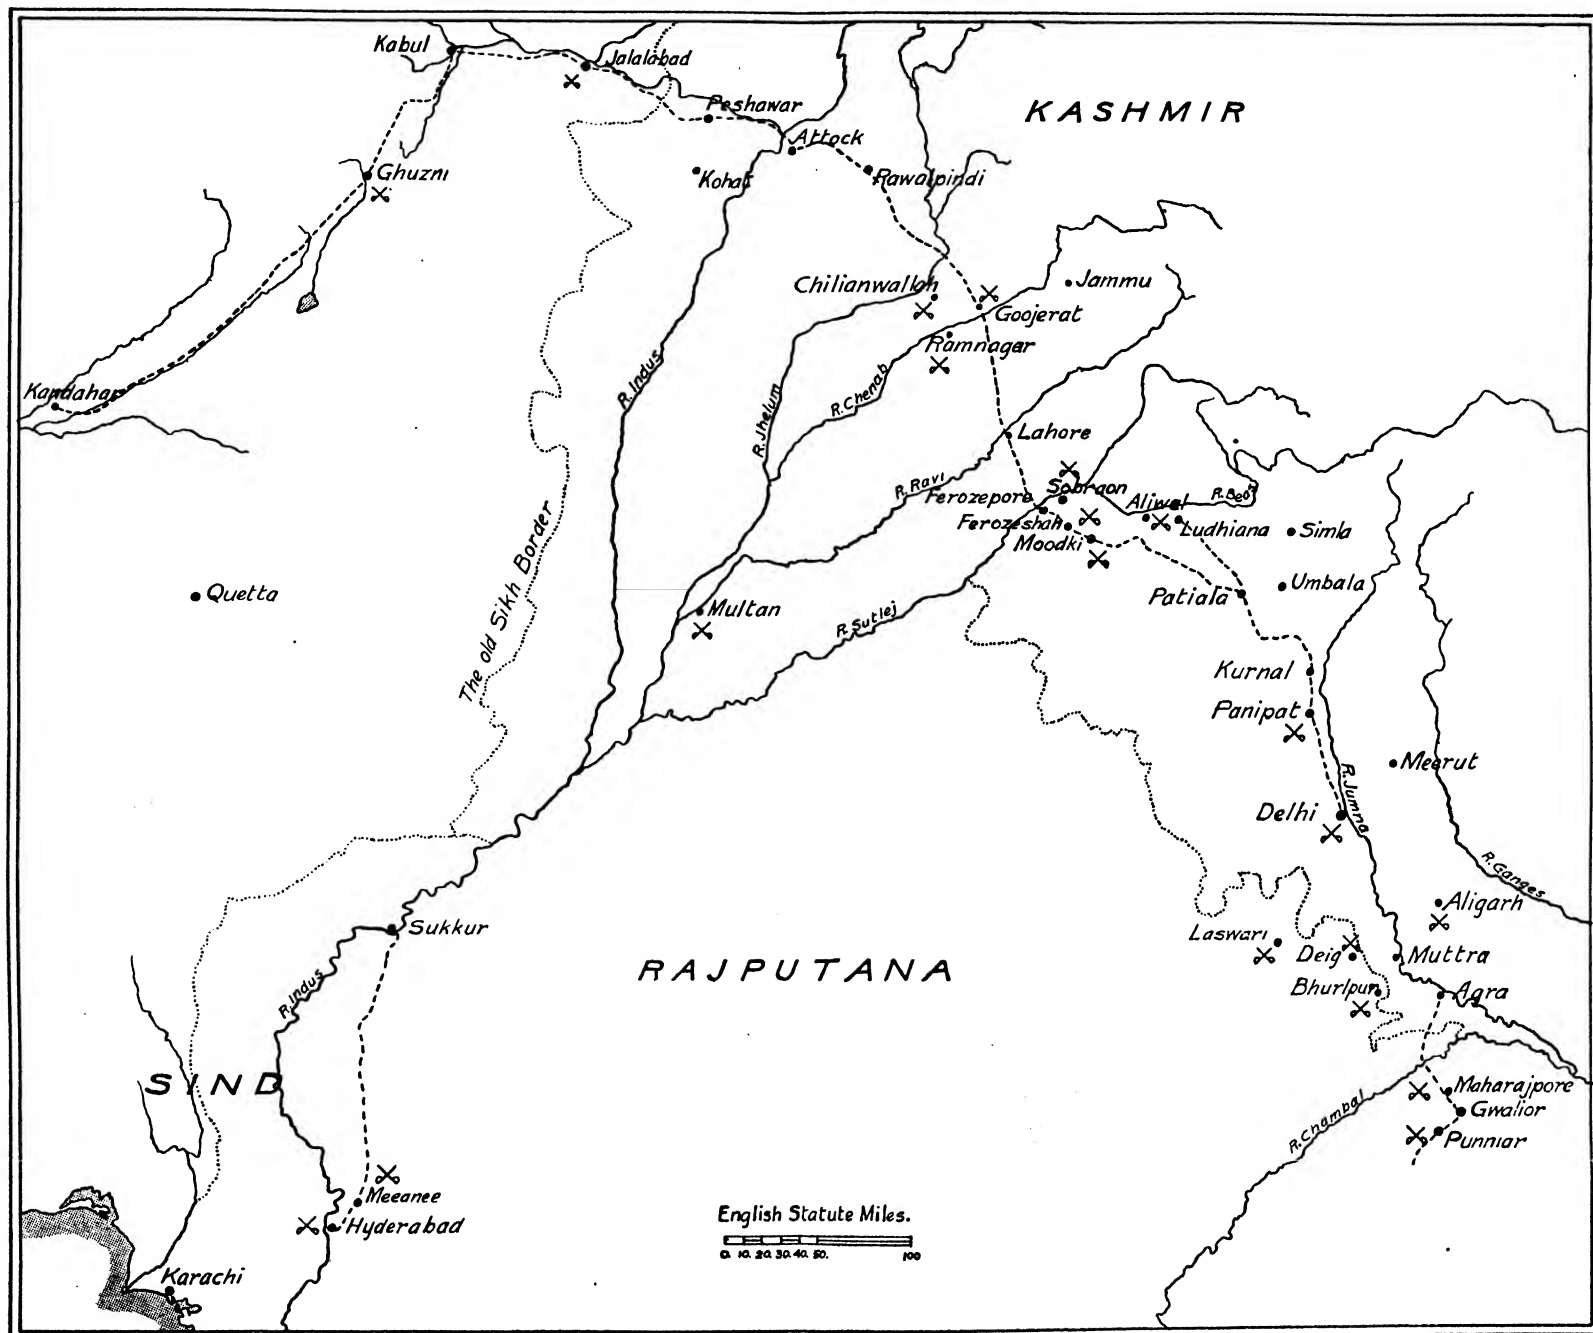 Kabul
Jalalabad
Peshawar
KASHMIR
Attock
Ghuzni
Kohat
Rawalpindi
Chilianwallah
Jammu
Goojerat
Ramnager
R. Indus
Kandahar
R. Chenab
R. Jhelum
Lahore
R. Ravi
Sobraon
Ferozepore
Aliwal
R. Beas
Ferozeshah
Ludhiana
Simla
Moodki
The old Sikh Border
Quetta
Umbala
Patiala
Multan
R. Sutlej
Kurnal
Panipat
Meerut
R. Jumna
Delhi
R. Ganges
Aligarh
Sukkur
Laswari
Deig
Muttra
RAJPUTANA
R. Indus
Bhurlpur
Agra
SIND
Maharajpore
Gwalior
R. Chambal
Punniar
Meeanee
Hyderabad
English Statute Miles.
0. 10. 20. 30. 40. 50. 100
Karachi